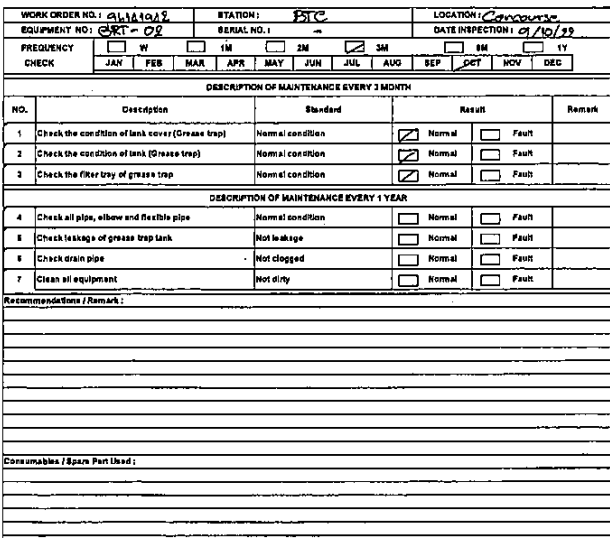 WORK ORDER NO.: STATION: BTC LOCATION: Concourse
EQUIPMENT NO: GRT-02 SERIAL NO.: - DATE INSPECTION: 01/10/99
FREQUENCY W 1M 2M 3M 6M 1Y
CHECK JAN FEB MAR APR MAY JUN JUL AUG SEP OCT NOV DEC
DESCRIPTION OF MAINTENANCE EVERY 3 MONTH
NO. Description Standard Result Remark
1 Check the condition of tank cover (Grease trap) Normal condition Normal Fault
2 Check the condition of tank (Grease trap) Normal condition Normal Fault
3 Check the filter tray of grease trap Normal condition Normal Fault
DESCRIPTION OF MAINTENANCE EVERY 1 YEAR
4 Check all pipe, elbow and flexible pipe Normal condition Normal Fault
5 Check leakage of grease trap tank Not leakage Normal Fault
6 Check drain pipe Not clogged Normal Fault
7 Clean all equipment Not dirty Normal Fault
Recommendations / Remark :
Consumables / Spare Part Used :